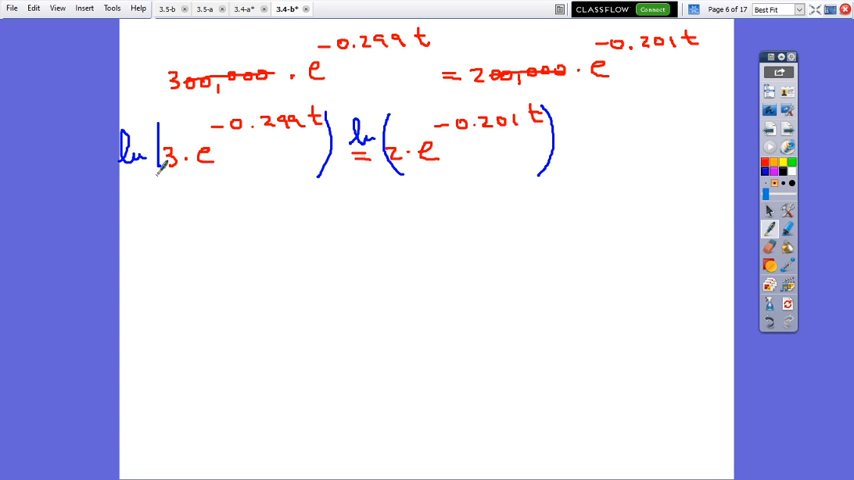 File Edit View Insert Tools Help 3.5-b 3.5-a 3.4-a* 3.4-b* CLASSFLOW Connect Page 6 of 17 Best Fit
300,000 · e^-0.299t = 200,000 · e^-0.201t
ln(3 · e^-0.299t) = ln(2 · e^-0.201t)